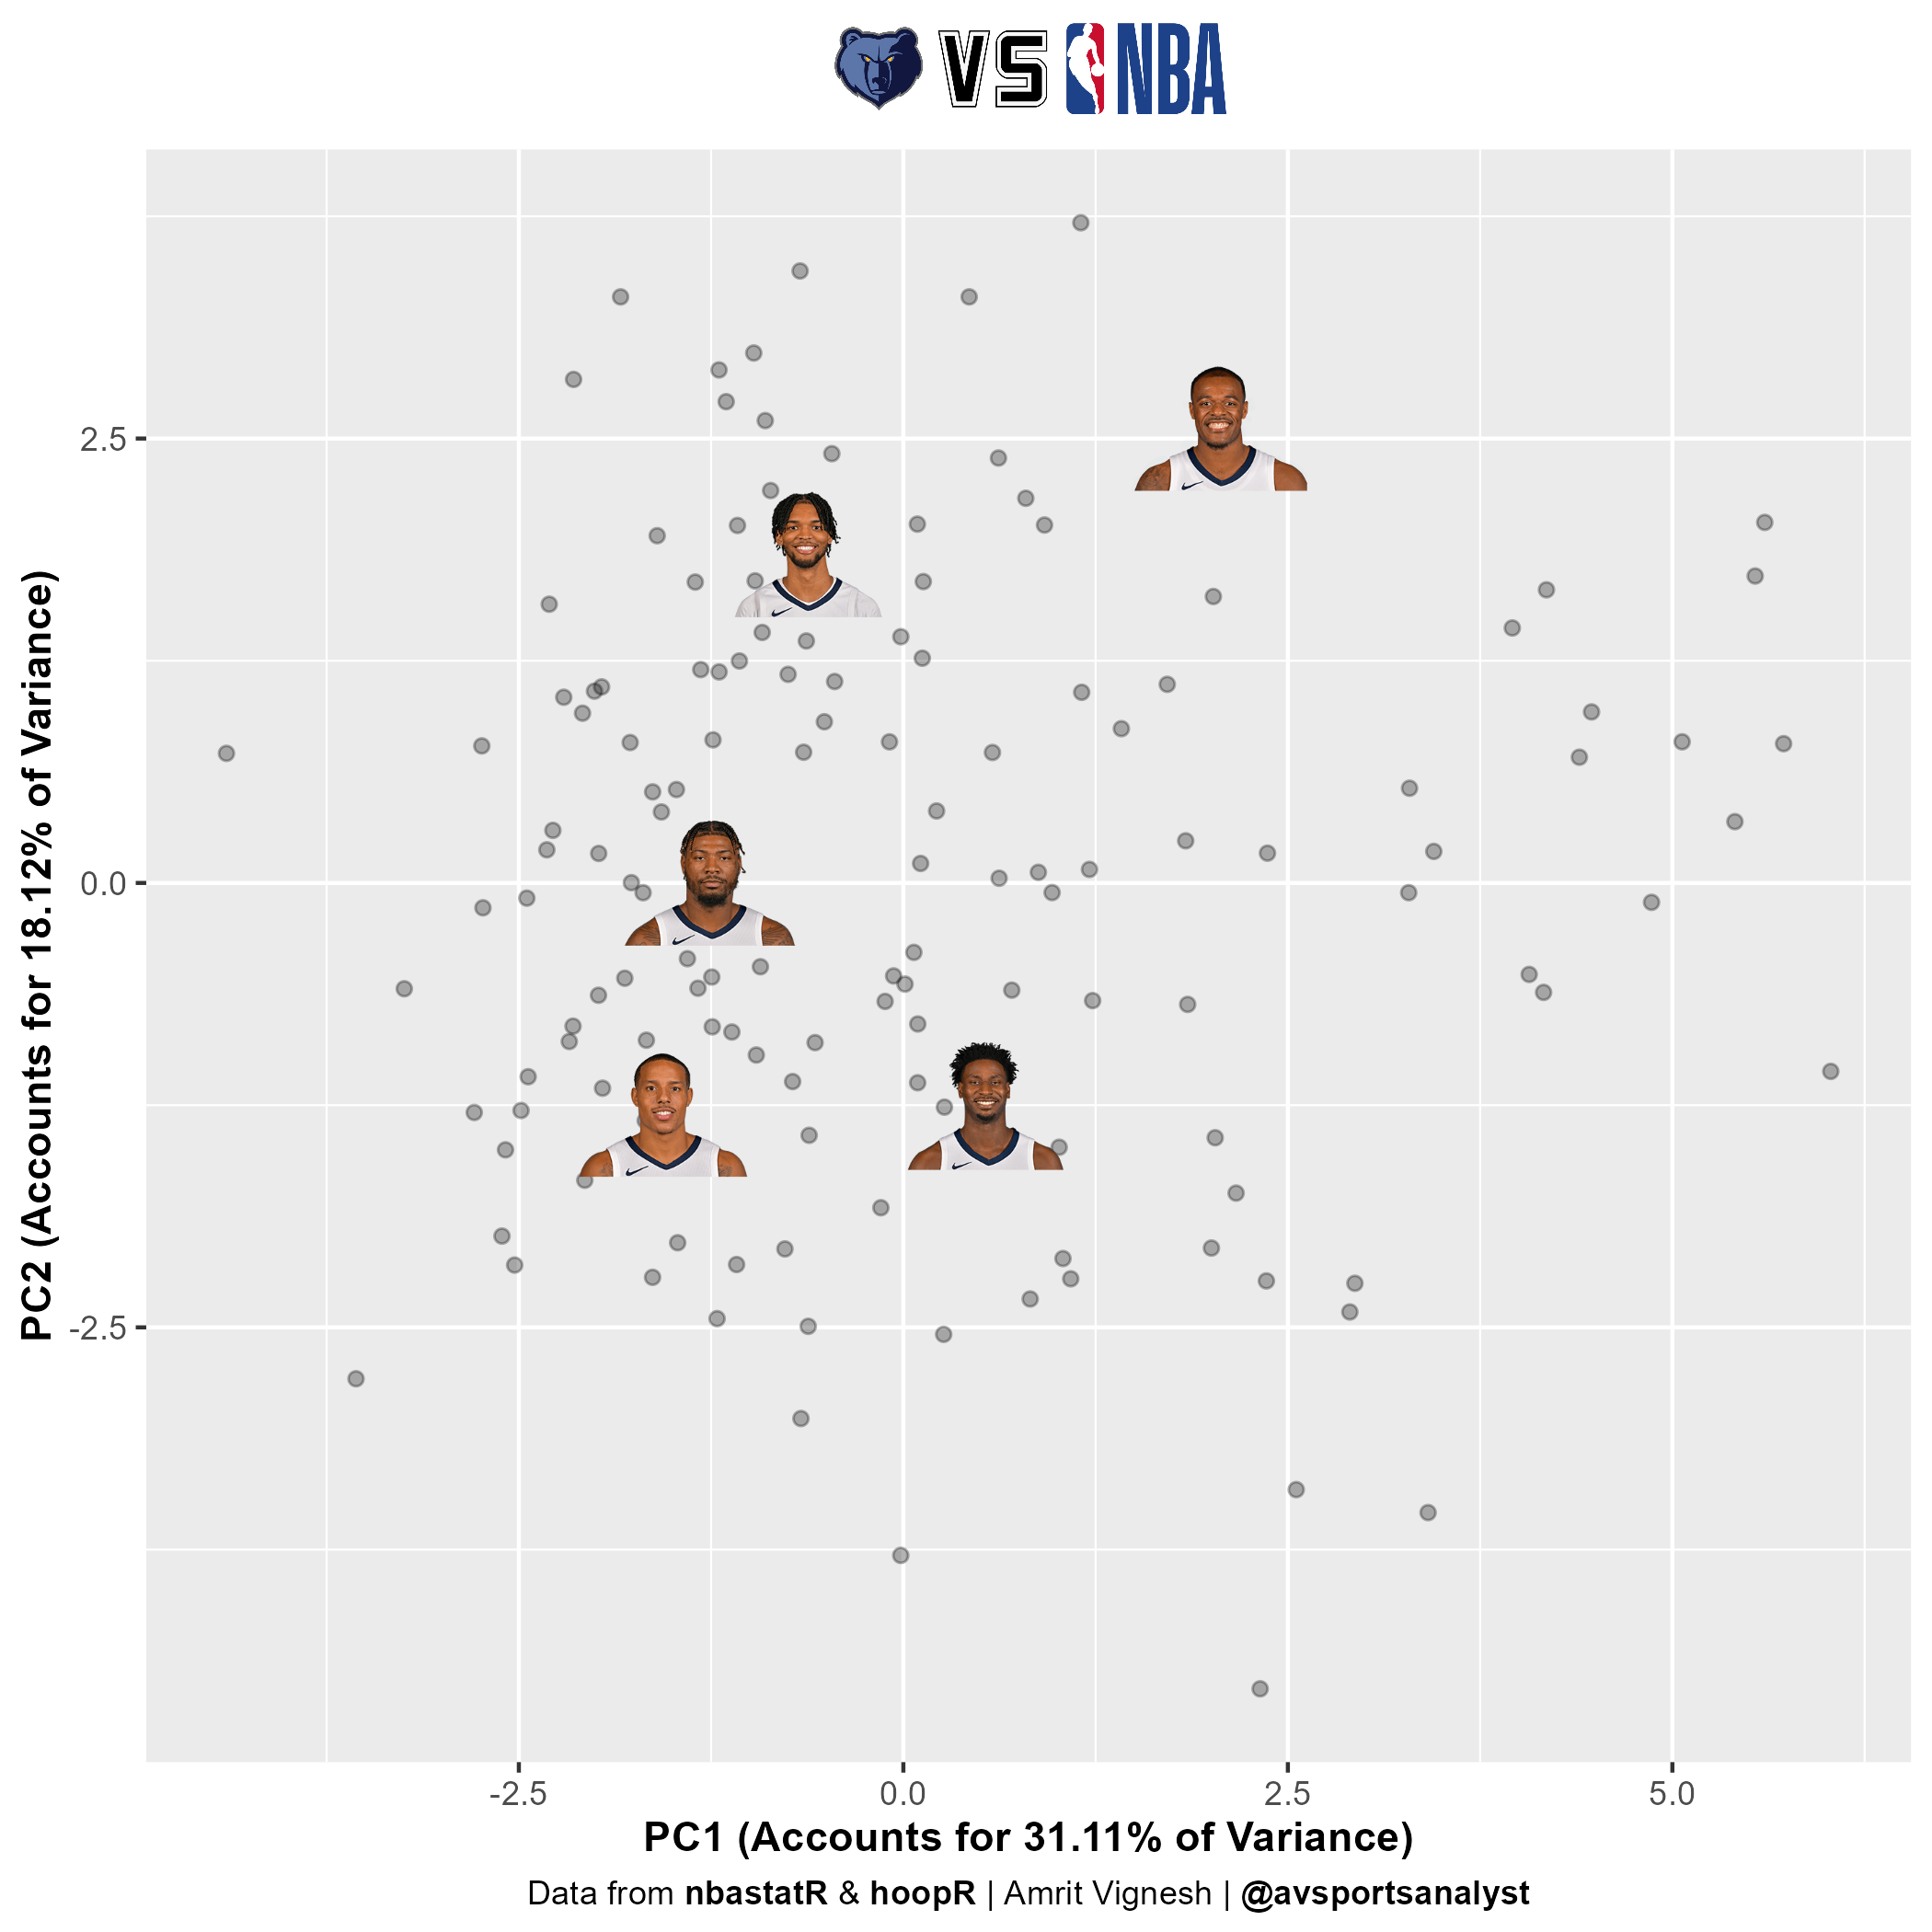 VS NBA
PC2 (Accounts for 18.12% of Variance)
2.5
0.0
-2.5
-2.5 0.0 2.5 5.0
PC1 (Accounts for 31.11% of Variance)
Data from nbastatR & hoopR | Amrit Vignesh | @avsportsanalyst